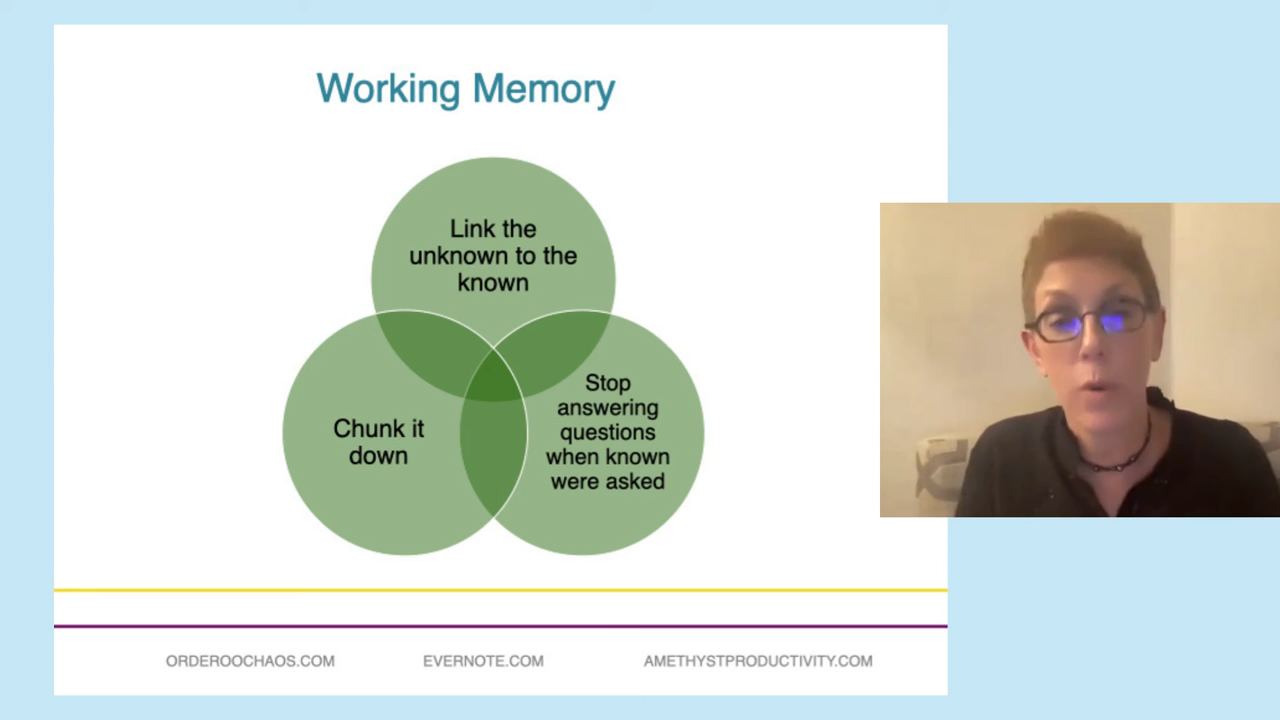 Working Memory
Link the
unknown to the
known
Chunk it
down
Stop
answering
questions
when known
were asked
ORDEROOCHAOS.COM
EVERNOTE.COM
AMETHYSTPRODUCTIVITY.COM